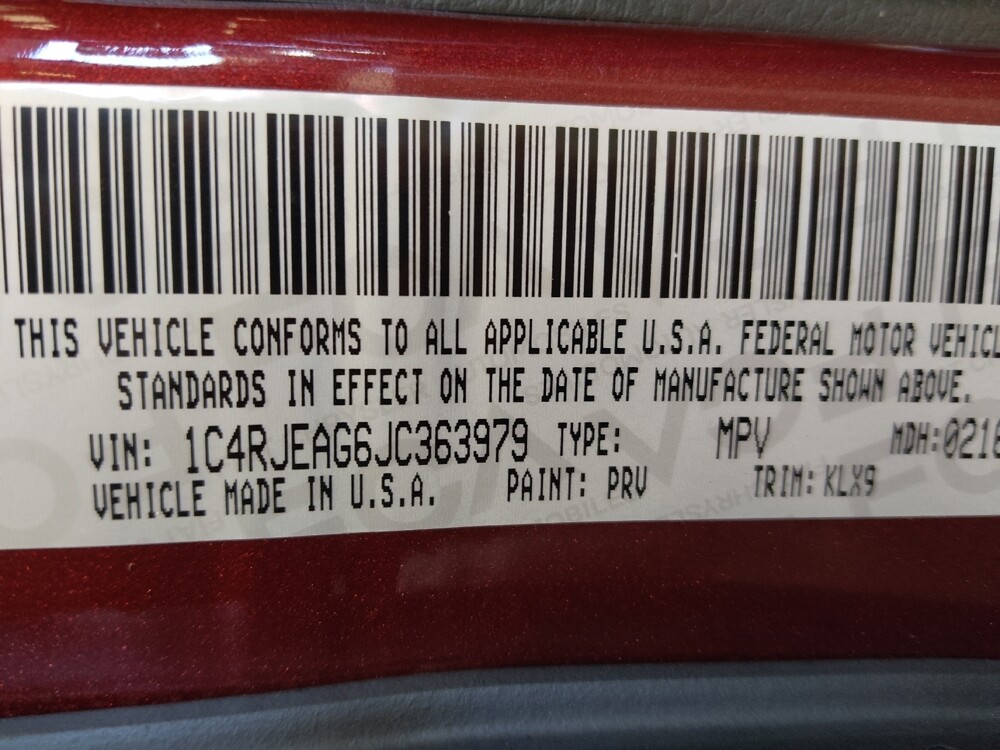 THIS VEHICLE CONFORMS TO ALL APPLICABLE U.S.A. FEDERAL MOTOR VEHICL
STANDARDS IN EFFECT ON THE DATE OF MANUFACTURE SHOWN ABOVE.
VIN: 1C4RJEAG6JC363979 TYPE: MPV MDH:0216
VEHICLE MADE IN U.S.A. PAINT: PRV TRIM: KLX9